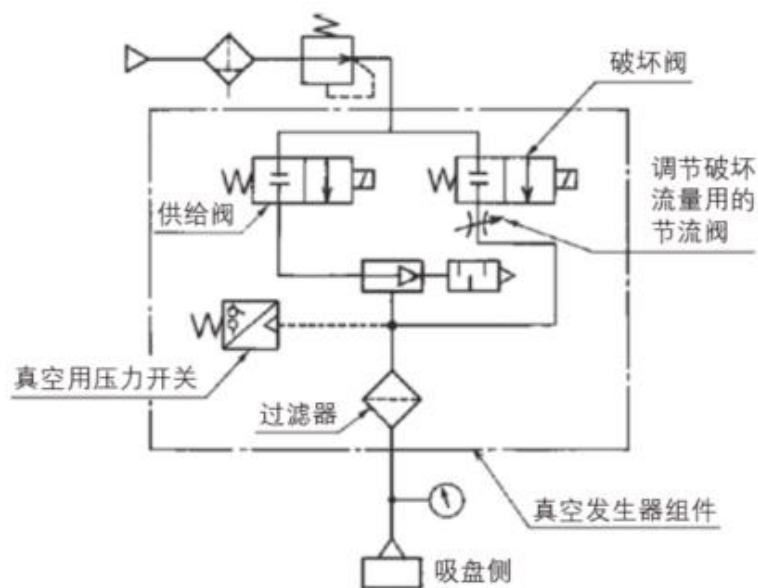 破坏阀
调节破坏
流量用的
节流阀
供给阀
真空用压力开关
过滤器
真空发生器组件
吸盘侧